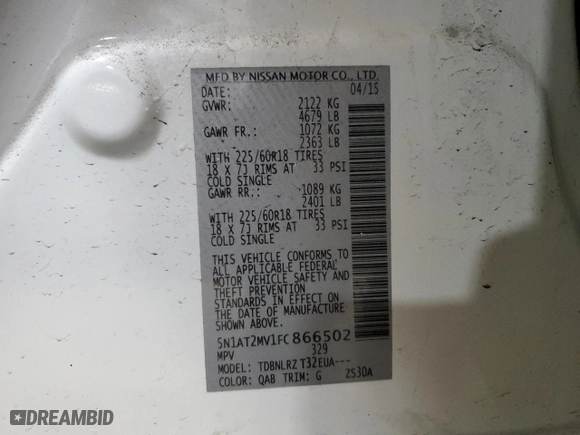 MFD BY NISSAN MOTOR CO., LTD
DATE: 04/15
GVWR: 2122 KG
4679 LB
GAWR FR.: 1072 KG
2363 LB
WITH 225/60R18 TIRES
18 X 7J RIMS AT 33 PSI
COLD SINGLE
GAWR RR.: 1089 KG
2401 LB
WITH 225/60R18 TIRES
18 X 7J RIMS AT 33 PSI
COLD SINGLE
THIS VEHICLE CONFORMS TO
ALL APPLICABLE FEDERAL
MOTOR VEHICLE SAFETY AND
THEFT PREVENTION
STANDARDS IN EFFECT ON
THE DATE OF MANUFACTURE
SHOWN ABOVE.
5N1AT2MV1FC866502
MPV 329
MODEL: TDBNLRZ T32EUA---
COLOR: QAB TRIM: G ZS30A
DREAMBID